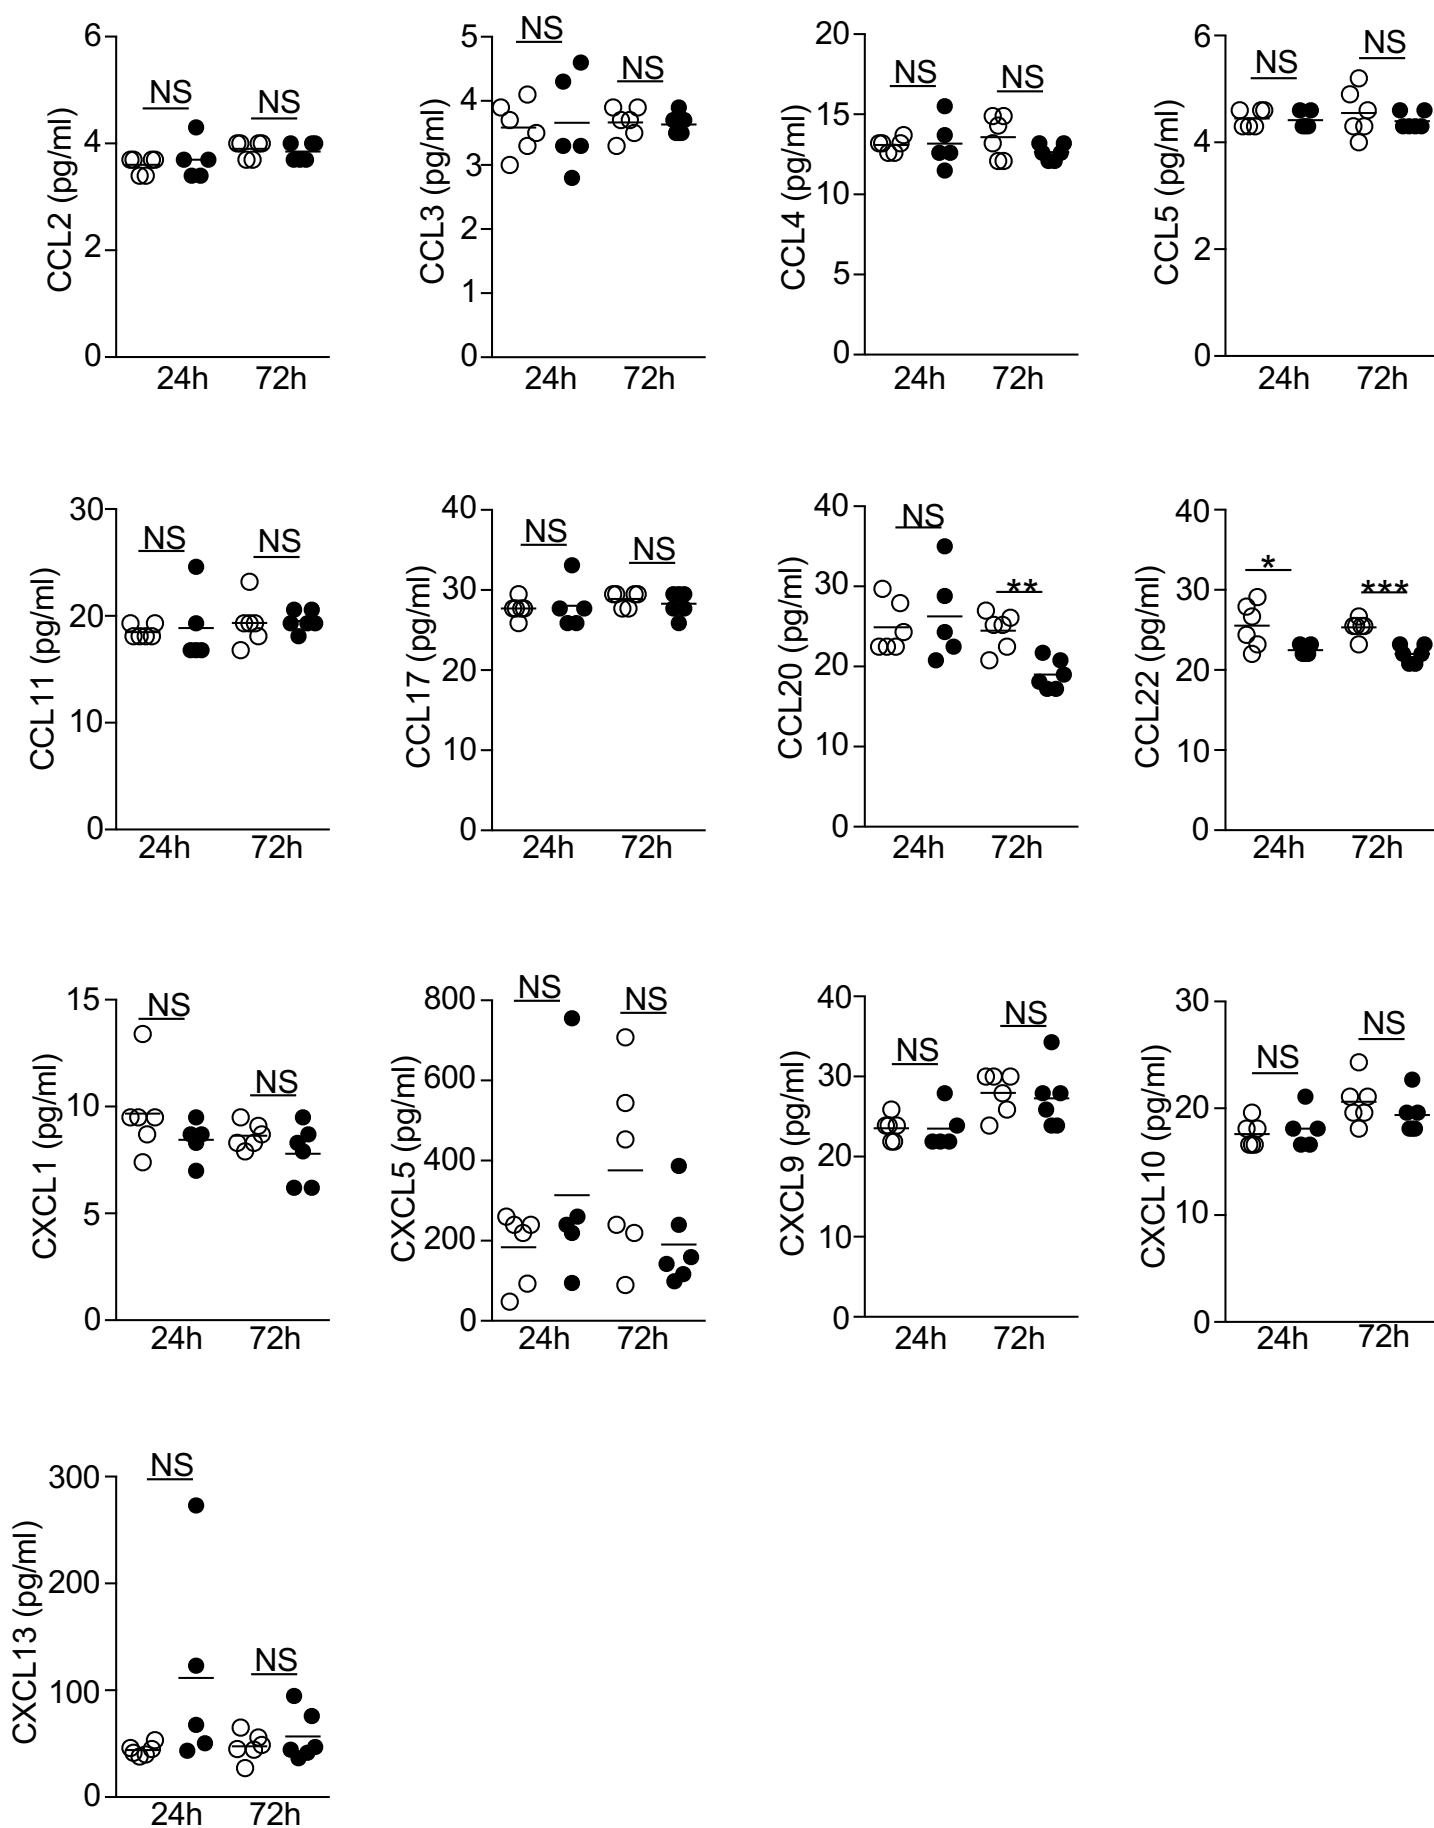 CCL2 (pg/ml)
6
4
2
0
NS
NS
24h
72h
CCL3 (pg/ml)
5
4
3
2
1
0
NS
NS
24h
72h
CCL4 (pg/ml)
20
15
10
5
0
NS
NS
24h
72h
CCL5 (pg/ml)
6
4
2
0
NS
NS
24h
72h
CCL11 (pg/ml)
30
20
10
0
NS
NS
24h
72h
CCL17 (pg/ml)
40
30
20
10
0
NS
NS
24h
72h
CCL20 (pg/ml)
40
30
20
10
0
NS
**
24h
72h
CCL22 (pg/ml)
40
30
20
10
0
*
***
24h
72h
CXCL1 (pg/ml)
15
10
5
0
NS
NS
24h
72h
CXCL5 (pg/ml)
800
600
400
200
0
NS
NS
24h
72h
CXCL9 (pg/ml)
40
30
20
10
0
NS
NS
24h
72h
CXCL10 (pg/ml)
30
20
10
0
NS
NS
24h
72h
CXCL13 (pg/ml)
300
200
100
0
NS
NS
24h
72h